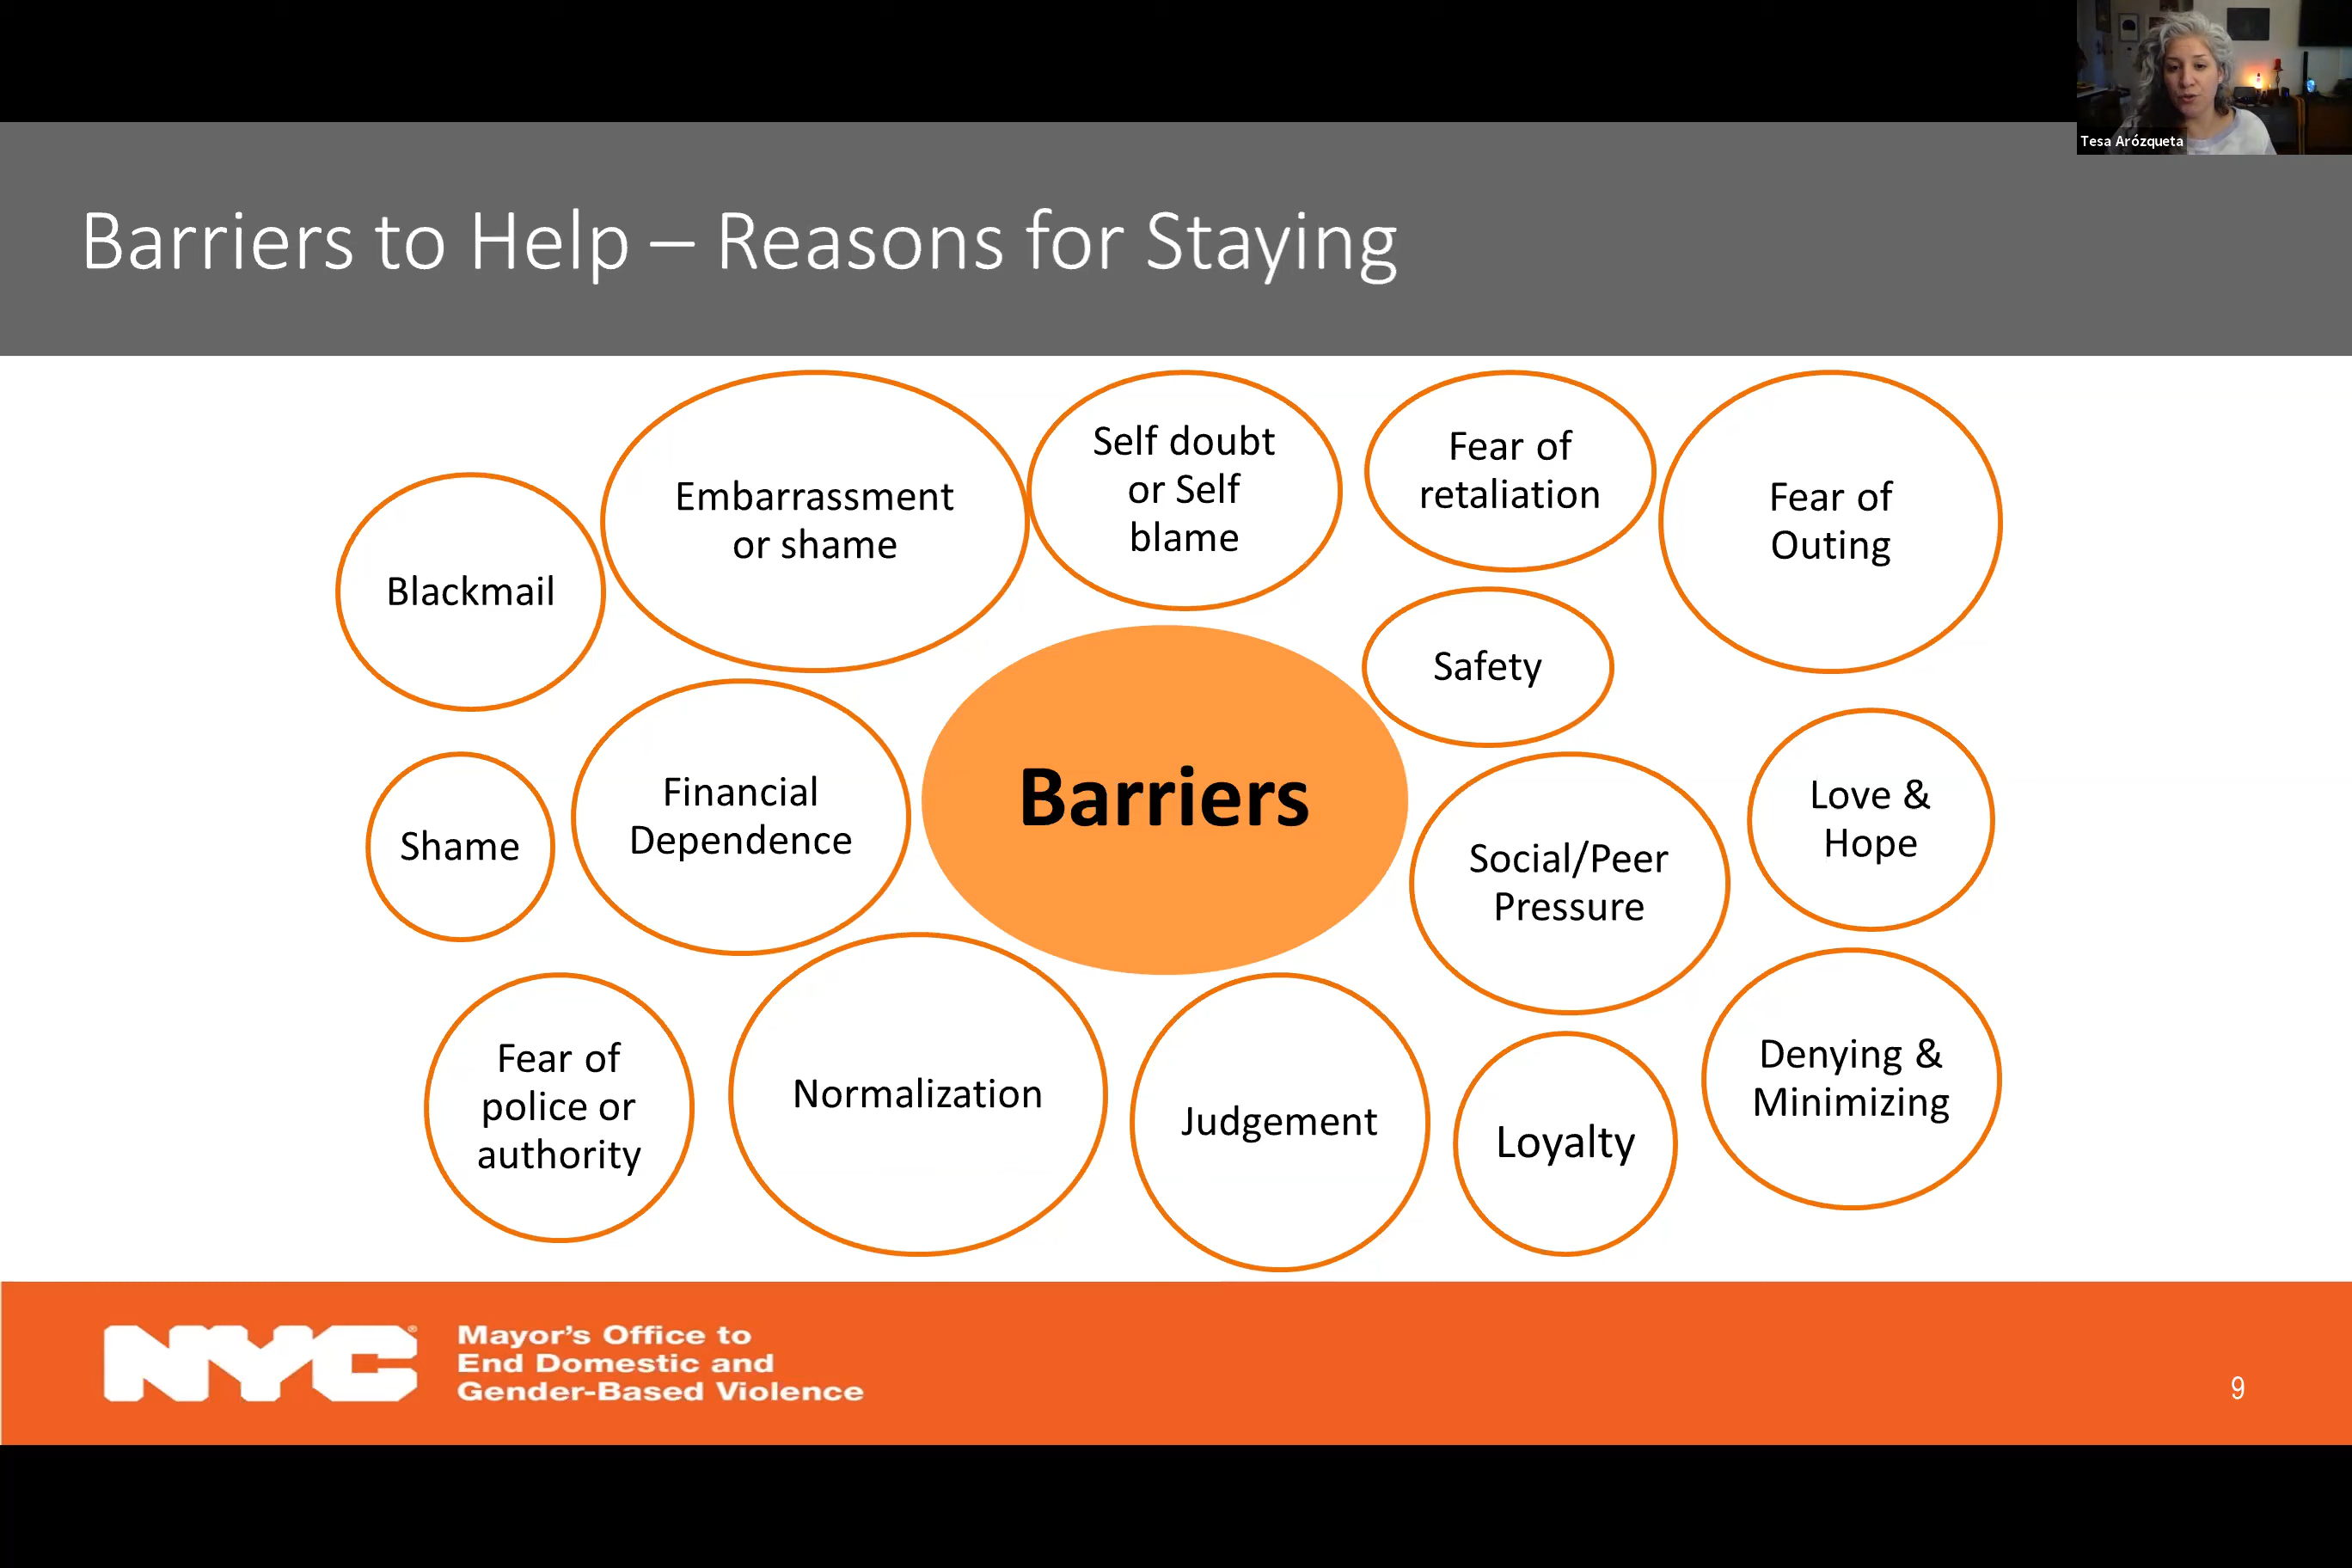 Tesa Arózqueta
Barriers to Help – Reasons for Staying
Blackmail
Embarrassment
or shame
Self doubt
or Self
blame
Fear of
retaliation
Fear of
Outing
Safety
Shame
Financial
Dependence
Barriers
Social/Peer
Pressure
Love &
Hope
Fear of
police or
authority
Normalization
Judgement
Loyalty
Denying &
Minimizing
NYC®
Mayor's Office to
End Domestic and
Gender-Based Violence
9